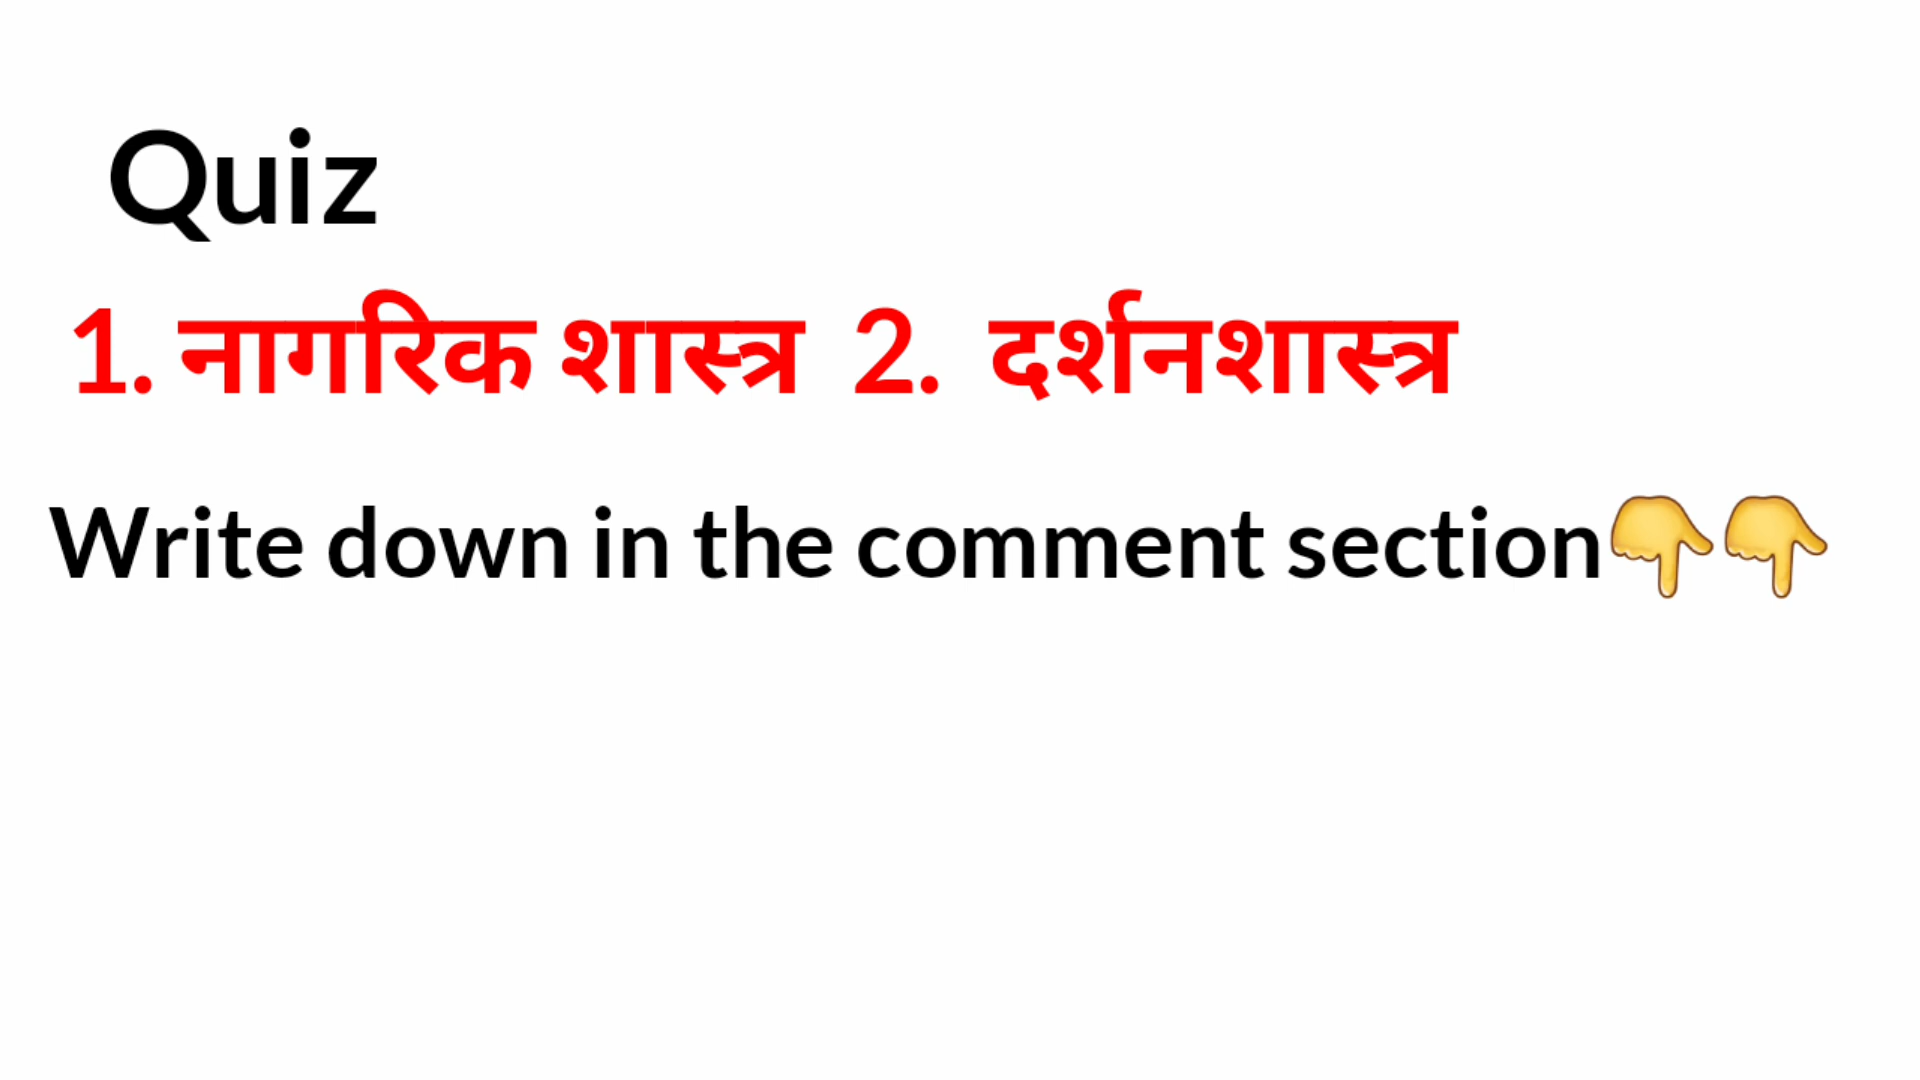 Quiz
1. नागरिक शास्त्र 2. दर्शनशास्त्र
Write down in the comment section👇👇